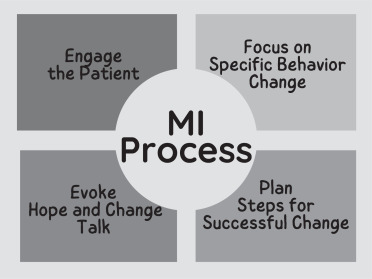 Engage
the Patient
Focus on
Specific Behavior
Change
MI
Process
Evoke
Hope and Change
Talk
Plan
Steps for
Successful Change